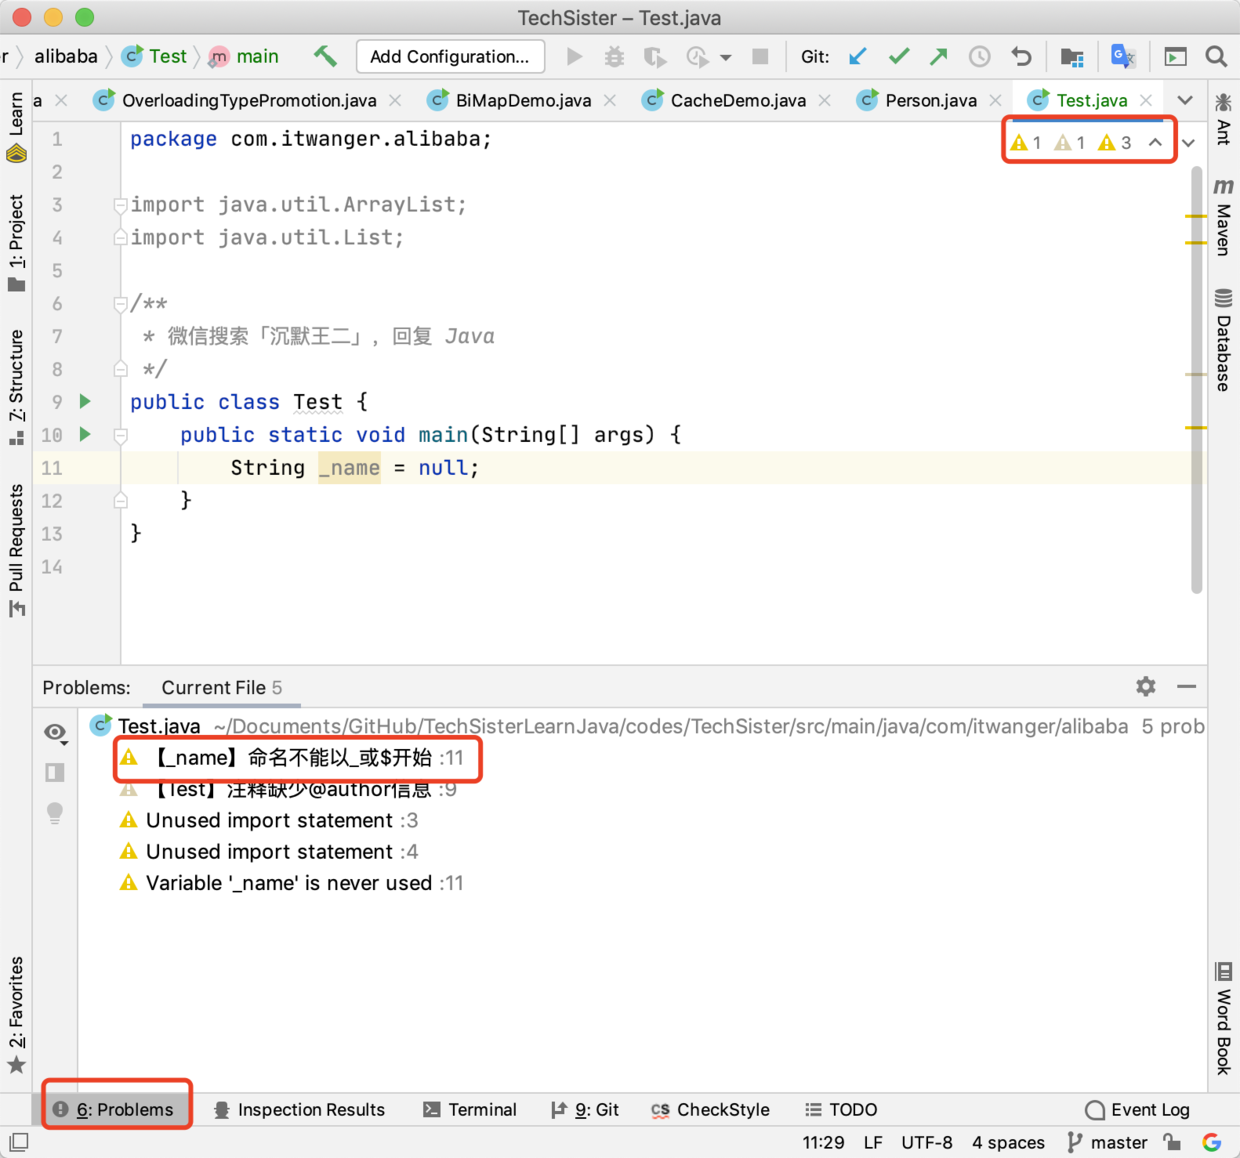 TechSister – Test.java
r alibaba Test main Add Configuration... Git:
a OverloadingTypePromotion.java BiMapDemo.java CacheDemo.java Person.java Test.java
1 1 3
1 package com.itwanger.alibaba;
2
3 import java.util.ArrayList;
4 import java.util.List;
5
6 /**
7 * 微信搜索「沉默王二」，回复 Java
8 */
9 public class Test {
10 public static void main(String[] args) {
11 String _name = null;
12 }
13 }
14
Learn
1: Project
7: Structure
Pull Requests
2: Favorites
Ant
m Maven
Database
Word Book
Problems: Current File 5
Test.java ~/Documents/GitHub/TechSisterLearnJava/codes/TechSister/src/main/java/com/itwanger/alibaba 5 prob
【_name】命名不能以_或$开始 :11
【Test】注释缺少@author信息 :9
Unused import statement :3
Unused import statement :4
Variable '_name' is never used :11
6: Problems Inspection Results Terminal 9: Git CS CheckStyle TODO Event Log
11:29 LF UTF-8 4 spaces master